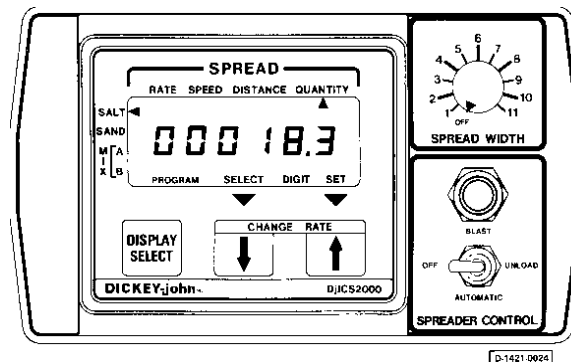 SPREAD
RATE SPEED DISTANCE QUANTITY
SALT
SAND
MIX
A
B
000 18.3
PROGRAM SELECT DIGIT SET
DISPLAY SELECT
CHANGE RATE
DICKEY-john
DjICS2000
1 2 3 4 5 6 7 8 9 10 11
OFF
SPREAD WIDTH
BLAST
OFF UNLOAD
AUTOMATIC
SPREADER CONTROL
D-1421-0024